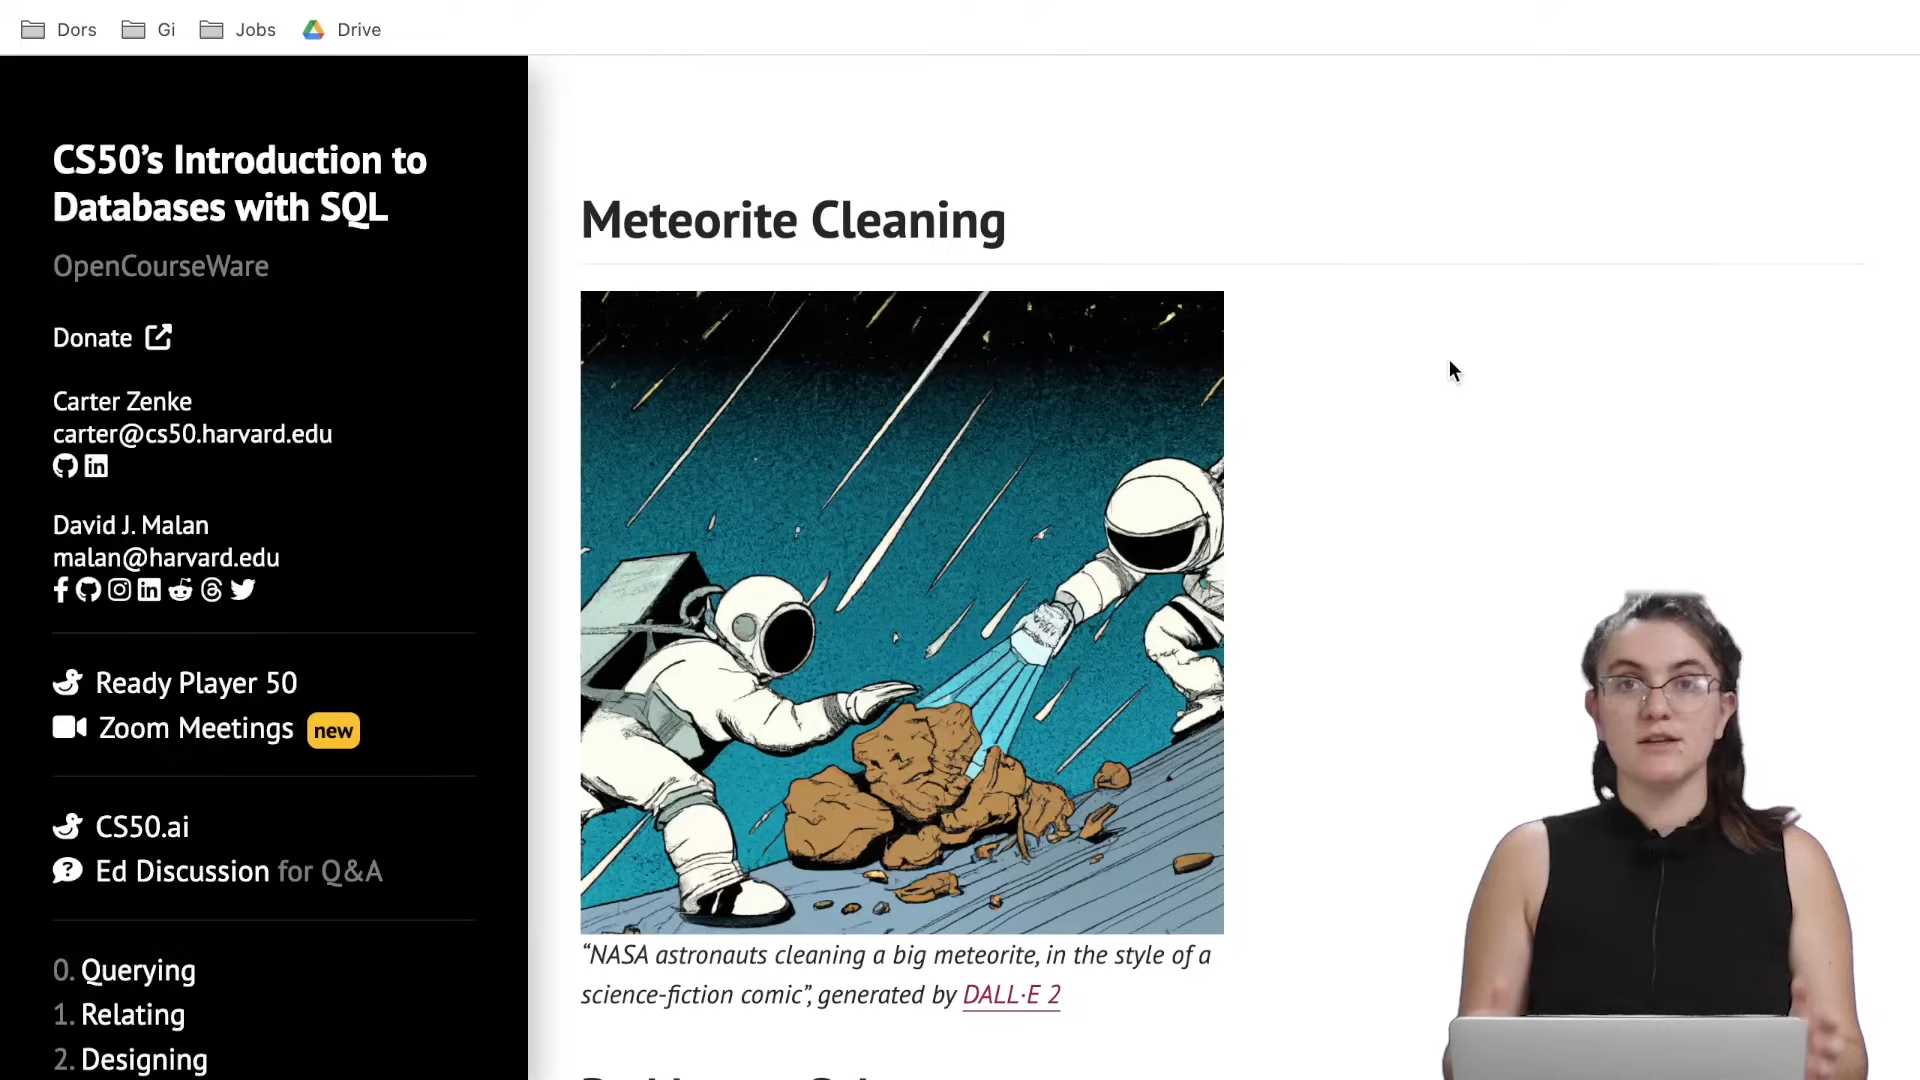 Dors Gi Jobs Drive
CS50’s Introduction to
Databases with SQL
OpenCourseWare
Donate
Carter Zenke
carter@cs50.harvard.edu
David J. Malan
malan@harvard.edu
Ready Player 50
Zoom Meetings new
CS50.ai
Ed Discussion for Q&A
0. Querying
1. Relating
2. Designing
Meteorite Cleaning
“NASA astronauts cleaning a big meteorite, in the style of a
science-fiction comic”, generated by DALL·E 2